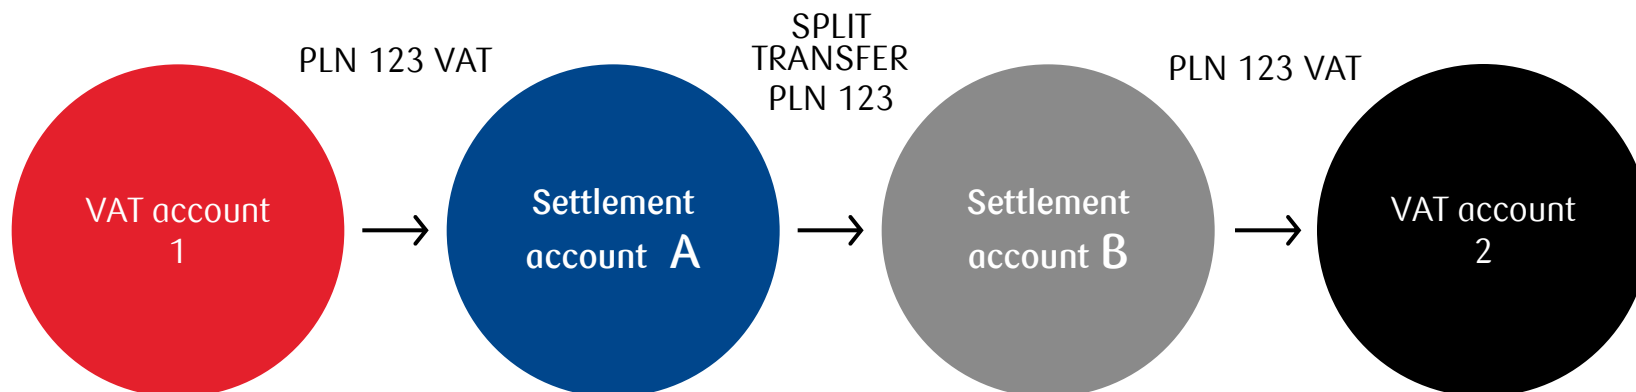 PLN 123 VAT
SPLIT
TRANSFER
PLN 123
PLN 123 VAT
VAT account
1
Settlement
account A
Settlement
account B
VAT account
2